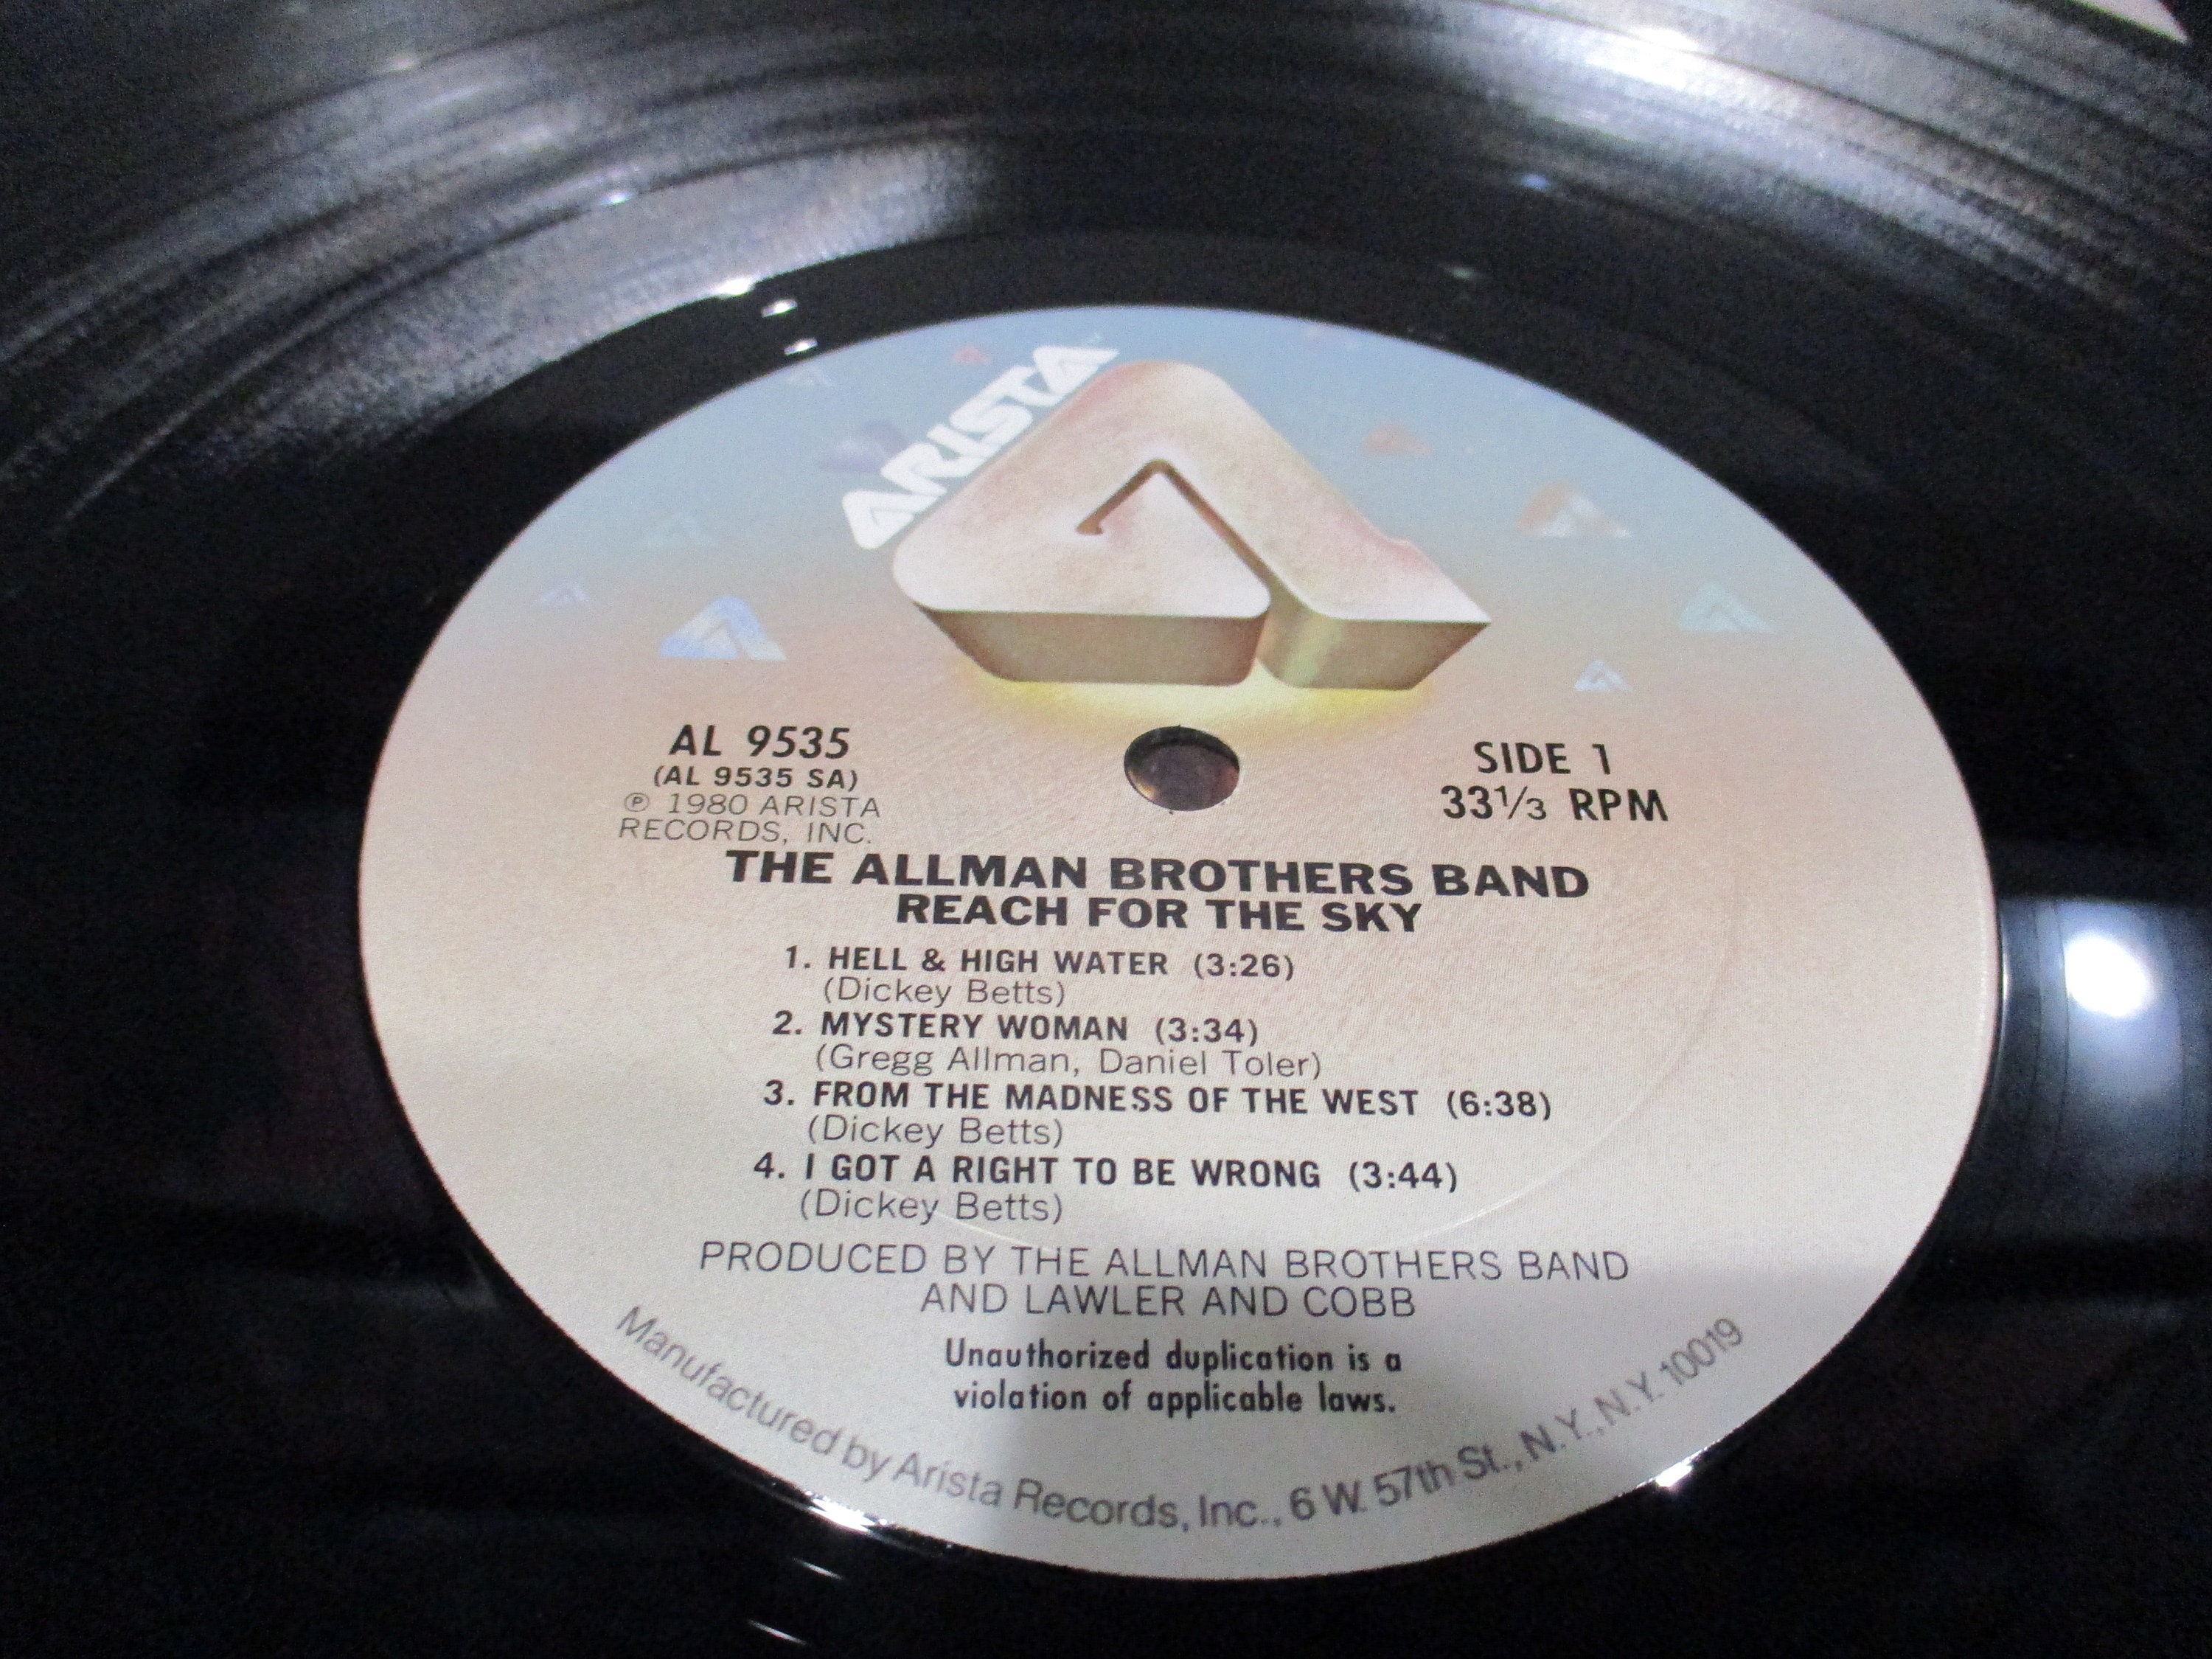 ARISTA
AL 9535
(AL 9535 SA)
℗ 1980 ARISTA
RECORDS, INC.
SIDE 1
33⅓ RPM
THE ALLMAN BROTHERS BAND
REACH FOR THE SKY
1. HELL & HIGH WATER (3:26)
(Dickey Betts)
2. MYSTERY WOMAN (3:34)
(Gregg Allman, Daniel Toler)
3. FROM THE MADNESS OF THE WEST (6:38)
(Dickey Betts)
4. I GOT A RIGHT TO BE WRONG (3:44)
(Dickey Betts)
PRODUCED BY THE ALLMAN BROTHERS BAND
AND LAWLER AND COBB
Unauthorized duplication is a
violation of applicable laws.
Manufactured by Arista Records, Inc., 6 W. 57th St., N.Y., N.Y. 10019